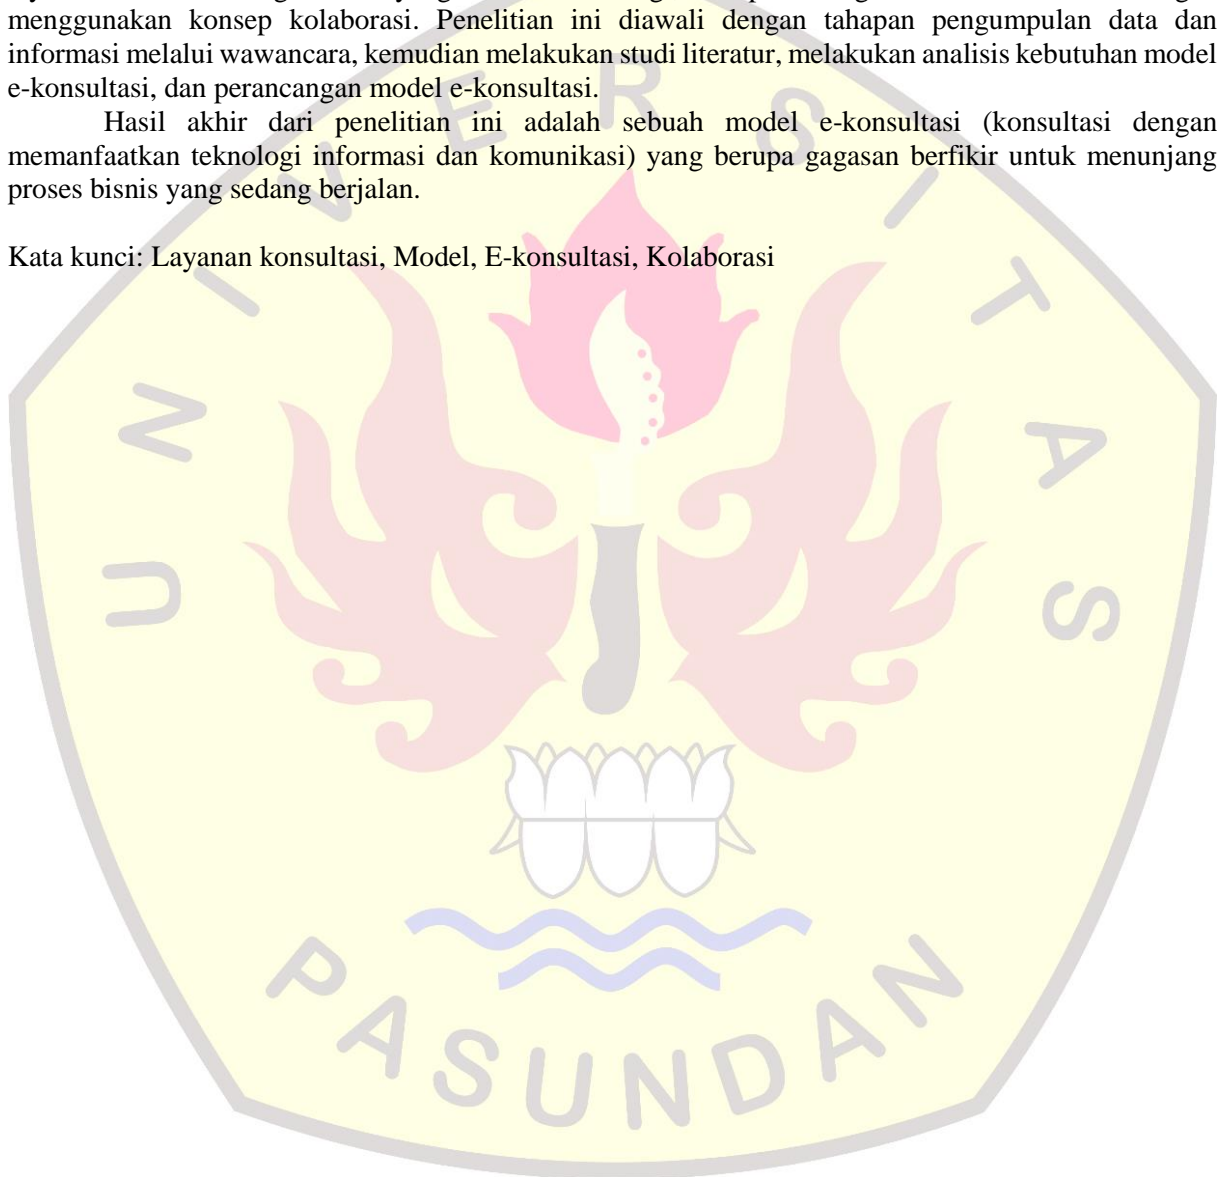 menggunakan konsep kolaborasi. Penelitian ini diawali dengan tahapan pengumpulan data dan
informasi melalui wawancara, kemudian melakukan studi literatur, melakukan analisis kebutuhan model
e-konsultasi, dan perancangan model e-konsultasi.
Hasil akhir dari penelitian ini adalah sebuah model e-konsultasi (konsultasi dengan
memanfaatkan teknologi informasi dan komunikasi) yang berupa gagasan berfikir untuk menunjang
proses bisnis yang sedang berjalan.
Kata kunci: Layanan konsultasi, Model, E-konsultasi, Kolaborasi
UNIVERSITAS
PASUNDAN